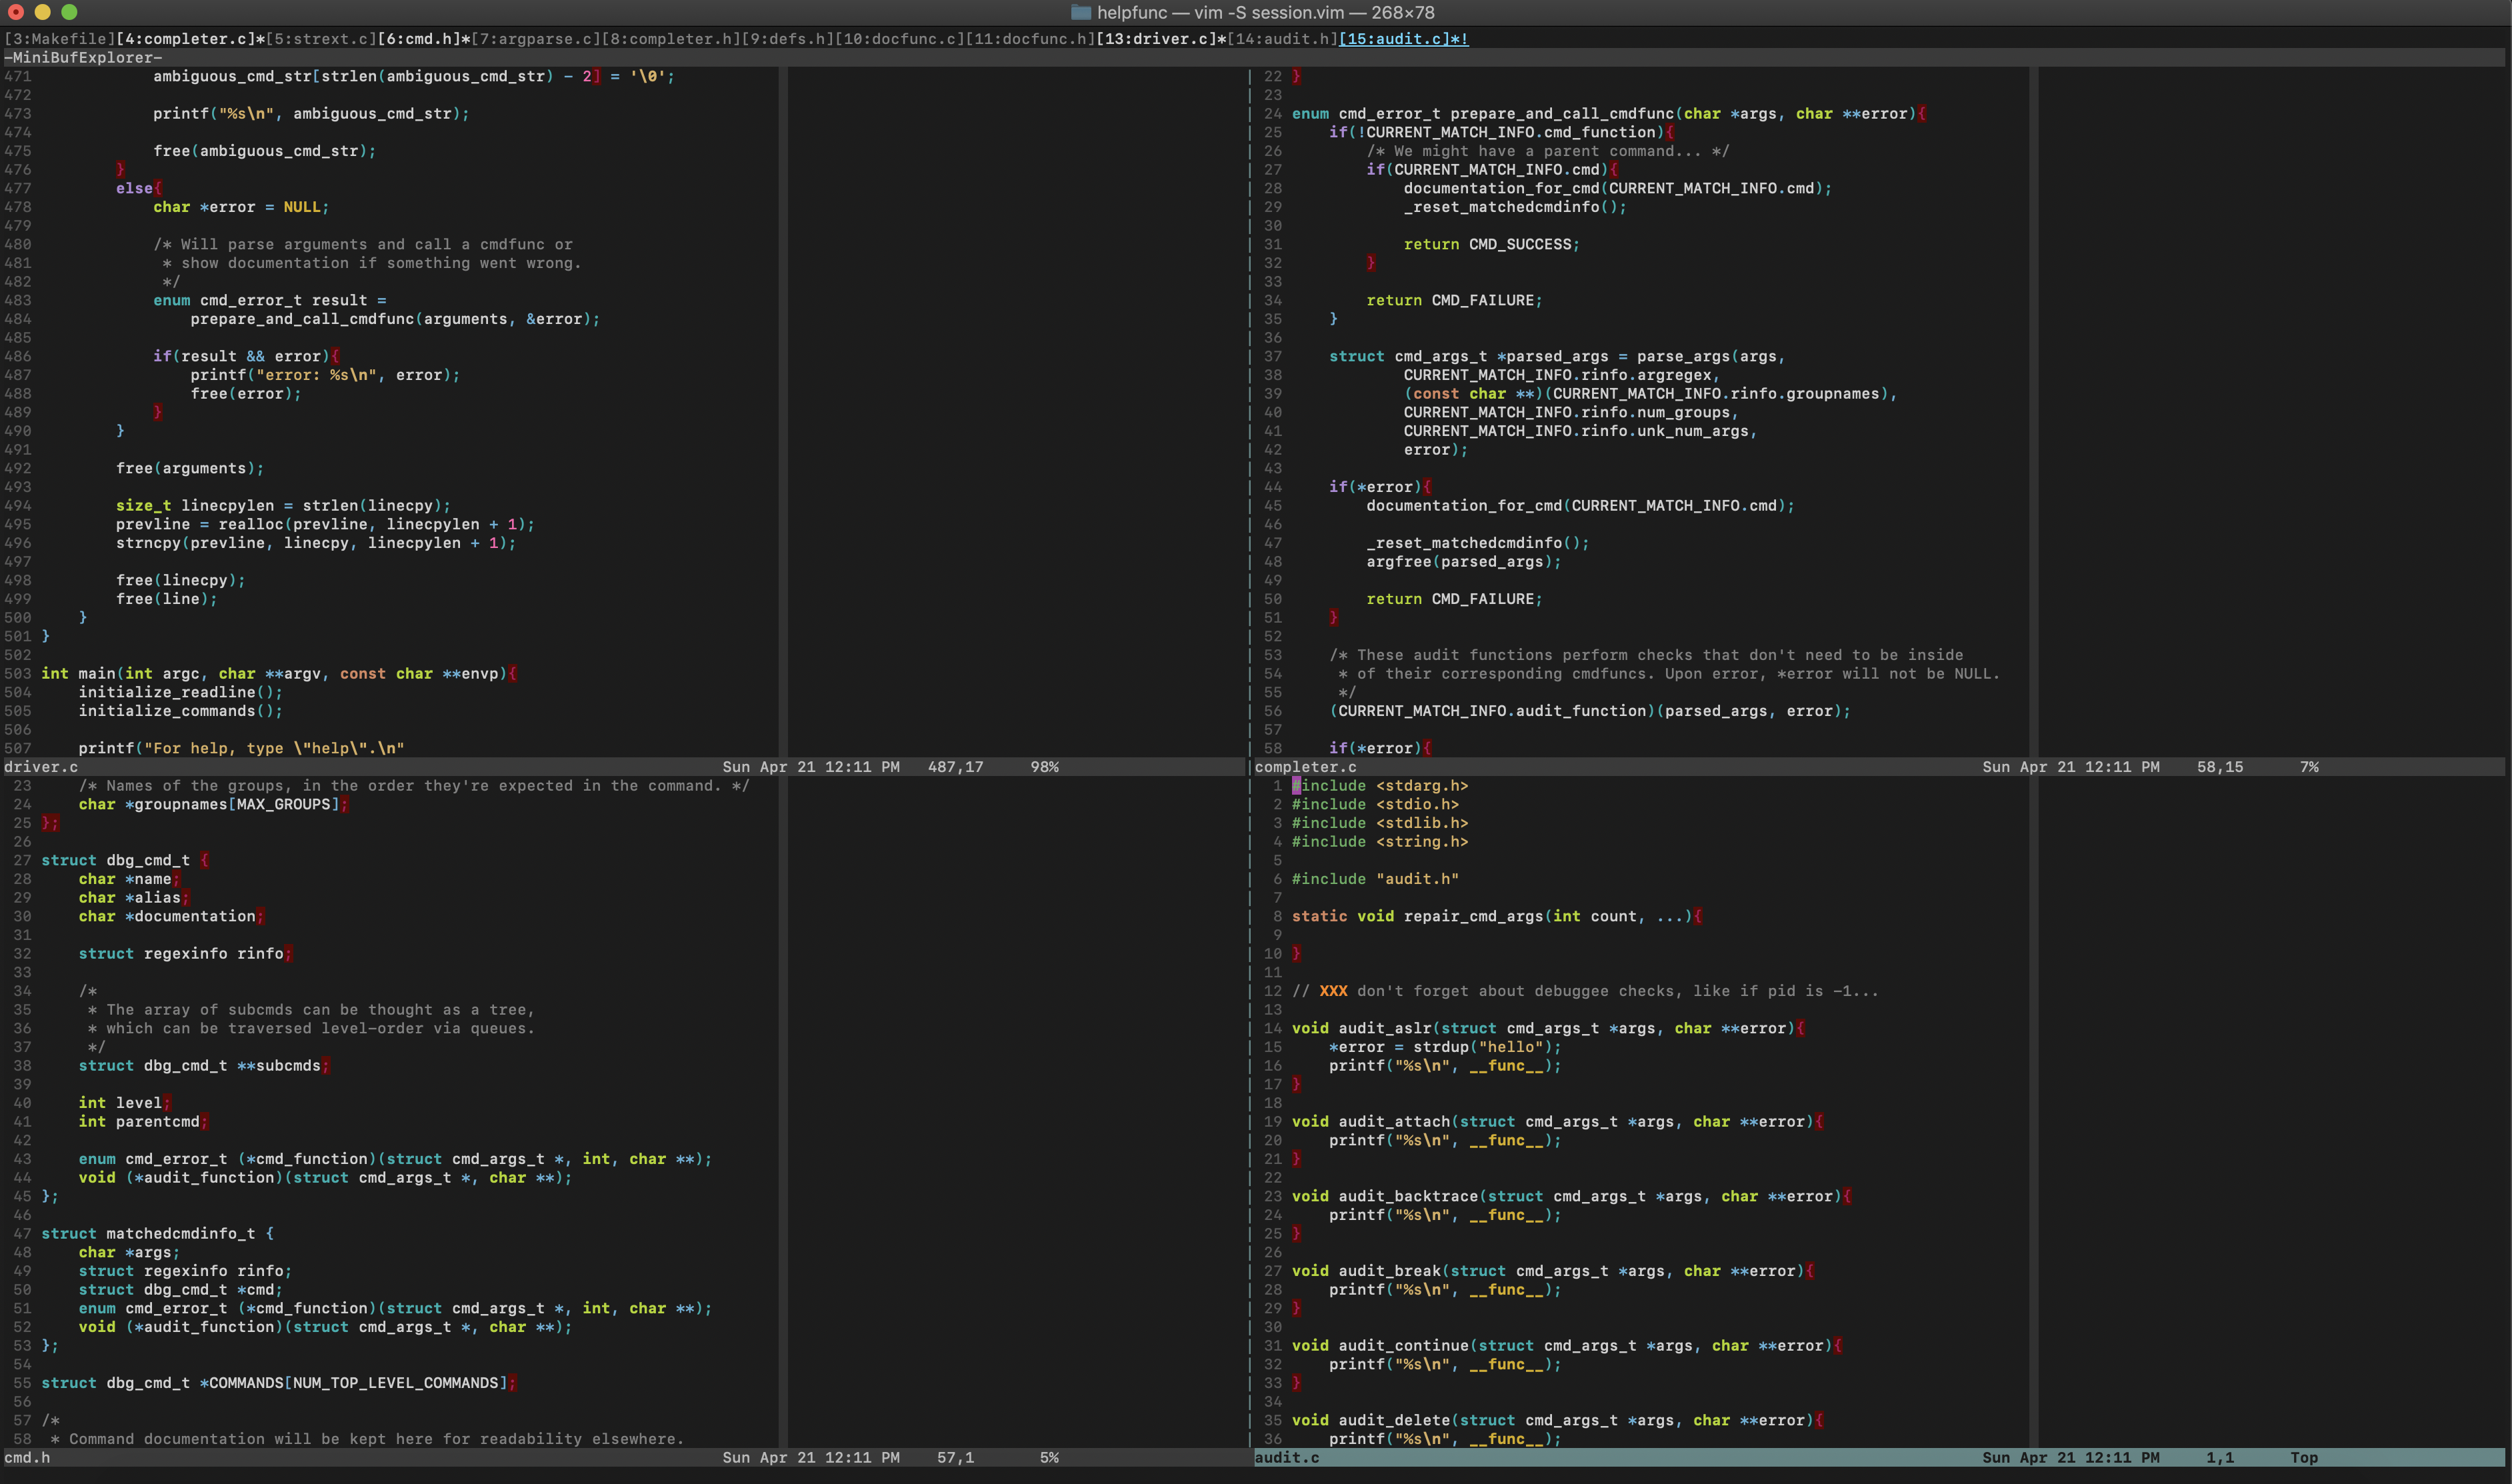 helpfunc — vim -S session.vim — 268×78
[3:Makefile][4:completer.c]*[5:strext.c][6:cmd.h]*[7:argparse.c][8:completer.h][9:defs.h][10:docfunc.c][11:docfunc.h][13:driver.c]*[14:audit.h][15:audit.c]*!
-MiniBufExplorer-
471             ambiguous_cmd_str[strlen(ambiguous_cmd_str) - 2] = '\0';
472
473             printf("%s\n", ambiguous_cmd_str);
474
475             free(ambiguous_cmd_str);
476         }
477         else{
478             char *error = NULL;
479
480             /* Will parse arguments and call a cmdfunc or
481              * show documentation if something went wrong.
482              */
483             enum cmd_error_t result =
484                 prepare_and_call_cmdfunc(arguments, &error);
485
486             if(result && error){
487                 printf("error: %s\n", error);
488                 free(error);
489             }
490         }
491
492         free(arguments);
493
494         size_t linecpylen = strlen(linecpy);
495         prevline = realloc(prevline, linecpylen + 1);
496         strncpy(prevline, linecpy, linecpylen + 1);
497
498         free(linecpy);
499         free(line);
500     }
501 }
502
503 int main(int argc, char **argv, const char **envp){
504     initialize_readline();
505     initialize_commands();
506
507     printf("For help, type \"help\".\n"
driver.c Sun Apr 21 12:11 PM 487,17 98%
22 }
23
24 enum cmd_error_t prepare_and_call_cmdfunc(char *args, char **error){
25     if(!CURRENT_MATCH_INFO.cmd_function){
26         /* We might have a parent command... */
27         if(CURRENT_MATCH_INFO.cmd){
28             documentation_for_cmd(CURRENT_MATCH_INFO.cmd);
29             _reset_matchedcmdinfo();
30
31             return CMD_SUCCESS;
32         }
33
34         return CMD_FAILURE;
35     }
36
37     struct cmd_args_t *parsed_args = parse_args(args,
38             CURRENT_MATCH_INFO.rinfo.argregex,
39             (const char **)(CURRENT_MATCH_INFO.rinfo.groupnames),
40             CURRENT_MATCH_INFO.rinfo.num_groups,
41             CURRENT_MATCH_INFO.rinfo.unk_num_args,
42             error);
43
44     if(*error){
45         documentation_for_cmd(CURRENT_MATCH_INFO.cmd);
46
47         _reset_matchedcmdinfo();
48         argfree(parsed_args);
49
50         return CMD_FAILURE;
51     }
52
53     /* These audit functions perform checks that don't need to be inside
54      * of their corresponding cmdfuncs. Upon error, *error will not be NULL.
55      */
56     (CURRENT_MATCH_INFO.audit_function)(parsed_args, error);
57
58     if(*error){
completer.c Sun Apr 21 12:11 PM 58,15 7%
23     /* Names of the groups, in the order they're expected in the command. */
24     char *groupnames[MAX_GROUPS];
25 };
26
27 struct dbg_cmd_t {
28     char *name;
29     char *alias;
30     char *documentation;
31
32     struct regexinfo rinfo;
33
34     /*
35      * The array of subcmds can be thought as a tree,
36      * which can be traversed level-order via queues.
37      */
38     struct dbg_cmd_t **subcmds;
39
40     int level;
41     int parentcmd;
42
43     enum cmd_error_t (*cmd_function)(struct cmd_args_t *, int, char **);
44     void (*audit_function)(struct cmd_args_t *, char **);
45 };
46
47 struct matchedcmdinfo_t {
48     char *args;
49     struct regexinfo rinfo;
50     struct dbg_cmd_t *cmd;
51     enum cmd_error_t (*cmd_function)(struct cmd_args_t *, int, char **);
52     void (*audit_function)(struct cmd_args_t *, char **);
53 };
54
55 struct dbg_cmd_t *COMMANDS[NUM_TOP_LEVEL_COMMANDS];
56
57 /*
58  * Command documentation will be kept here for readability elsewhere.
cmd.h Sun Apr 21 12:11 PM 57,1 5%
1 #include <stdarg.h>
2 #include <stdio.h>
3 #include <stdlib.h>
4 #include <string.h>
5
6 #include "audit.h"
7
8 static void repair_cmd_args(int count, ...){
9
10 }
11
12 // XXX don't forget about debuggee checks, like if pid is -1...
13
14 void audit_aslr(struct cmd_args_t *args, char **error){
15     *error = strdup("hello");
16     printf("%s\n", __func__);
17 }
18
19 void audit_attach(struct cmd_args_t *args, char **error){
20     printf("%s\n", __func__);
21 }
22
23 void audit_backtrace(struct cmd_args_t *args, char **error){
24     printf("%s\n", __func__);
25 }
26
27 void audit_break(struct cmd_args_t *args, char **error){
28     printf("%s\n", __func__);
29 }
30
31 void audit_continue(struct cmd_args_t *args, char **error){
32     printf("%s\n", __func__);
33 }
34
35 void audit_delete(struct cmd_args_t *args, char **error){
36     printf("%s\n", __func__);
audit.c Sun Apr 21 12:11 PM 1,1 Top